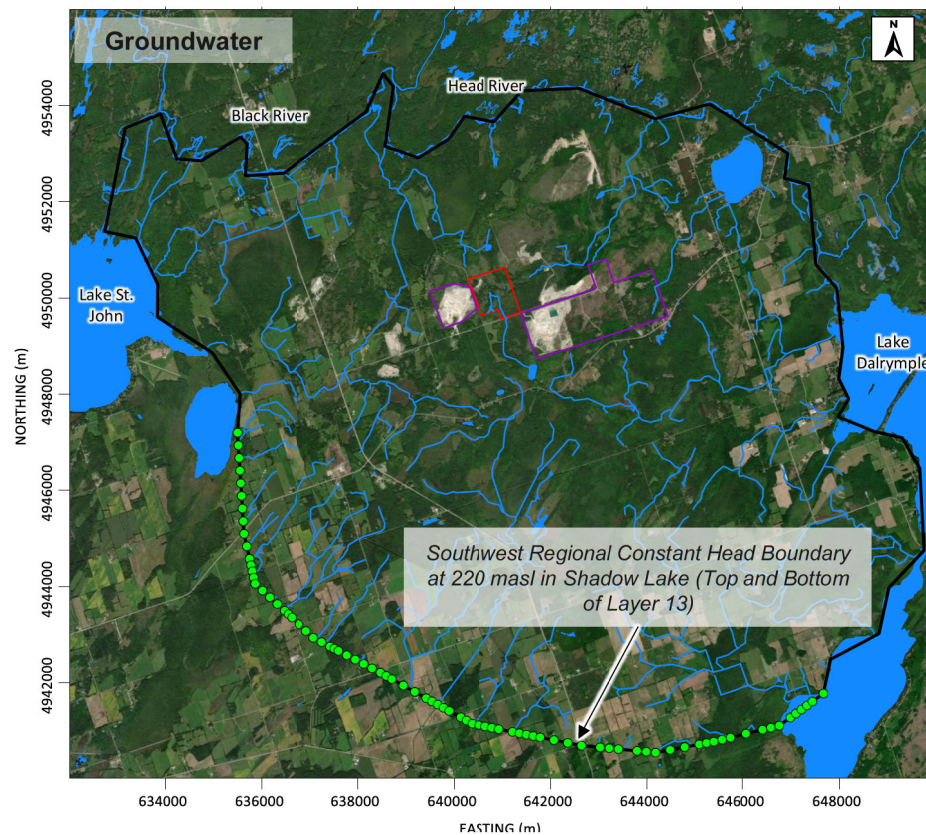 Groundwater
N
Head River
Black River
Lake St.
John
Lake
Dalrymple
Southwest Regional Constant Head Boundary
at 220 masl in Shadow Lake (Top and Bottom
of Layer 13)
NORTHING (m)
4954000
4952000
4950000
4948000
4946000
4944000
4942000
634000 636000 638000 640000 642000 644000 646000 648000
EASTING (m)